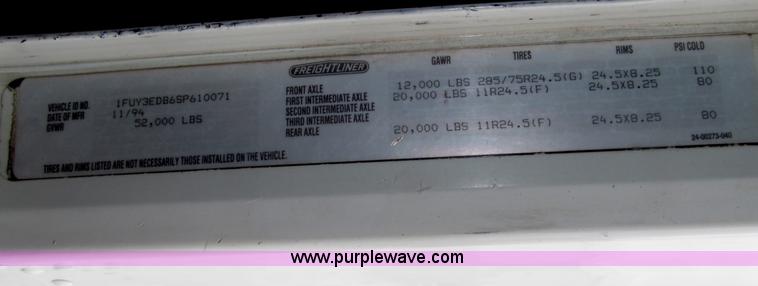 FREIGHTLINER
GAWR TIRES RIMS PSI COLD
VEHICLE ID NO. 1FUY3EDB6SP610071
DATE OF MFR 11/94
GVWR 52,000 LBS
FRONT AXLE 12,000 LBS 285/75R24.5(G) 24.5X8.25 110
FIRST INTERMEDIATE AXLE 20,000 LBS 11R24.5(F) 24.5X8.25 80
SECOND INTERMEDIATE AXLE
THIRD INTERMEDIATE AXLE
REAR AXLE 20,000 LBS 11R24.5(F) 24.5X8.25 80
24-00273-040
TIRES AND RIMS LISTED ARE NOT NECESSARILY THOSE INSTALLED ON THE VEHICLE.
www.purplewave.com